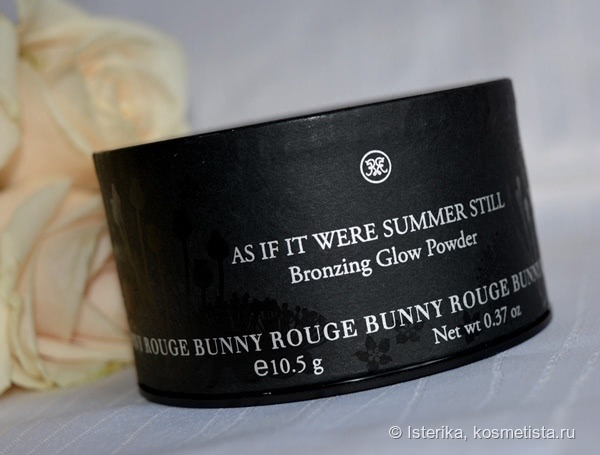 AS IF IT WERE SUMMER STILL
Bronzing Glow Powder
ROUGE BUNNY ROUGE BUNNY ROUGE BUNNY ROUGE
Net wt 0.37 oz
℮10.5 g
© Isterika, kosmetista.ru